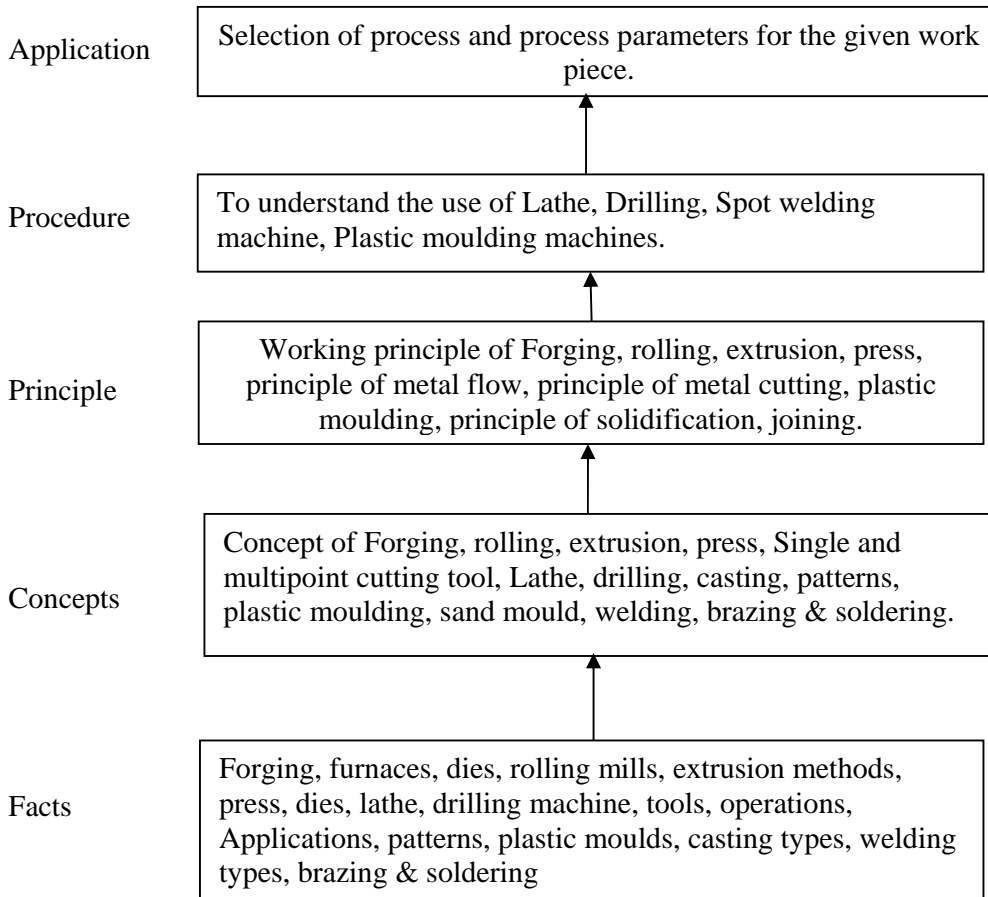 Application
Selection of process and process parameters for the given work
piece.
Procedure
To understand the use of Lathe, Drilling, Spot welding
machine, Plastic moulding machines.
Principle
Working principle of Forging, rolling, extrusion, press,
principle of metal flow, principle of metal cutting, plastic
moulding, principle of solidification, joining.
Concepts
Concept of Forging, rolling, extrusion, press, Single and
multipoint cutting tool, Lathe, drilling, casting, patterns,
plastic moulding, sand mould, welding, brazing & soldering.
Facts
Forging, furnaces, dies, rolling mills, extrusion methods,
press, dies, lathe, drilling machine, tools, operations,
Applications, patterns, plastic moulds, casting types, welding
types, brazing & soldering